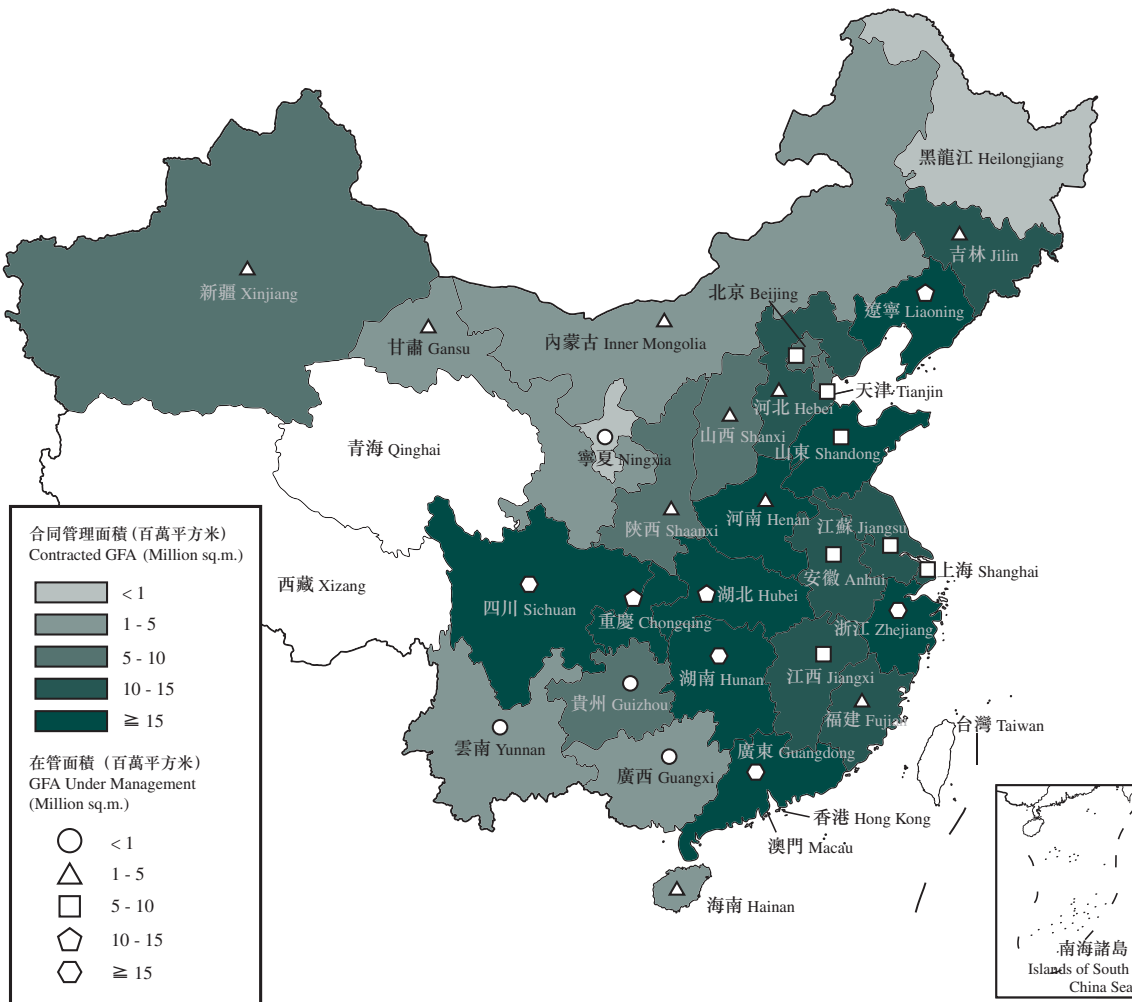 黑龍江 Heilongjiang
吉林 Jilin
新疆 Xinjiang
北京 Beijing
遼寧 Liaoning
甘肅 Gansu
內蒙古 Inner Mongolia
天津 Tianjin
河北 Hebei
山西 Shanxi
青海 Qinghai
山東 Shandong
寧夏 Ningxia
陝西 Shaanxi
河南 Henan
江蘇 Jiangsu
安徽 Anhui
上海 Shanghai
西藏 Xizang
四川 Sichuan
重慶 Chongqing
湖北 Hubei
浙江 Zhejiang
湖南 Hunan
江西 Jiangxi
貴州 Guizhou
福建 Fujian
台灣 Taiwan
雲南 Yunnan
廣西 Guangxi
廣東 Guangdong
香港 Hong Kong
澳門 Macau
海南 Hainan
合同管理面積 (百萬平方米)
Contracted GFA (Million sq.m.)
< 1
1 - 5
5 - 10
10 - 15
≧ 15
在管面積 (百萬平方米)
GFA Under Management
(Million sq.m.)
< 1
1 - 5
5 - 10
10 - 15
≧ 15
南海諸島
Islands of South
China Sea